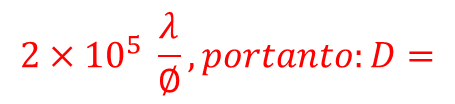 2 × 10⁵ λ/∅, portanto: D =